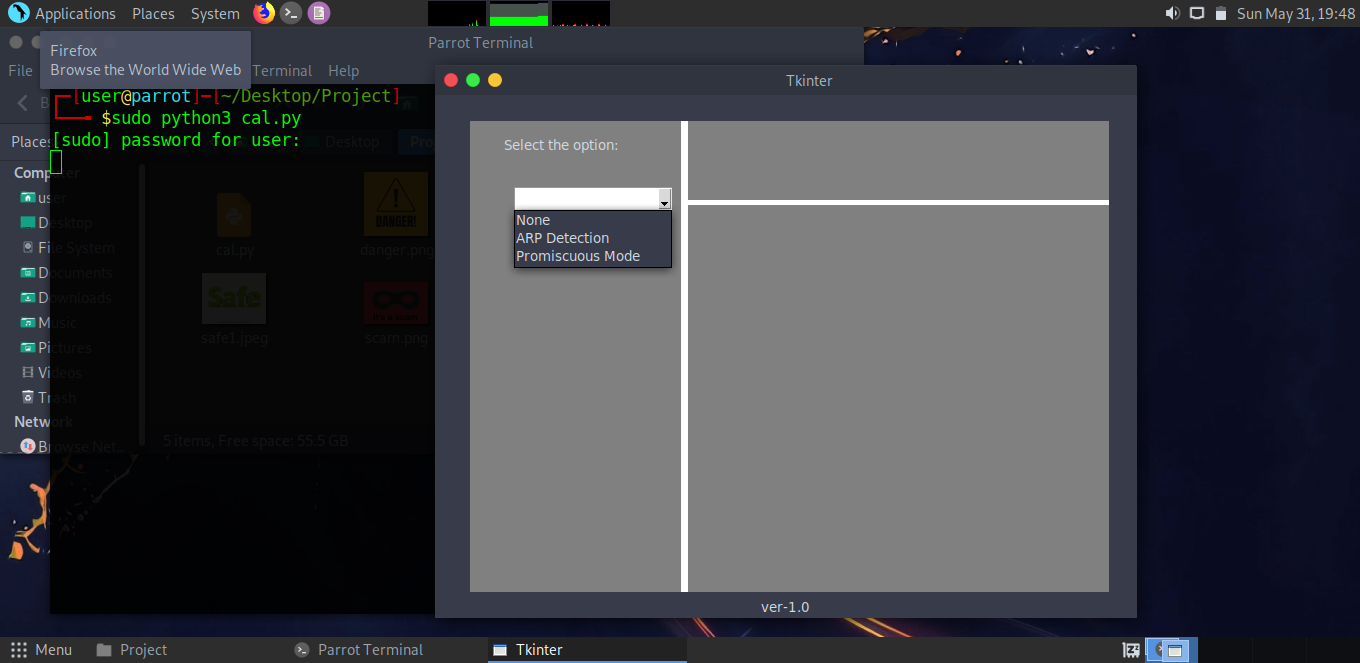 Applications Places System Sun May 31, 19:48
Firefox
Browse the World Wide Web
Parrot Terminal
File Terminal Help
Tkinter
┌─[user@parrot]─[~/Desktop/Project]
└──╼ $sudo python3 cal.py
[sudo] password for user:
Places
Desktop
Computer
user
Desktop
File System
Documents
Downloads
Music
Pictures
Videos
Trash
Network
Browse Net...
cal.py
danger.png
DANGER!
Safe
safe1.jpeg
scam.png
5 items, Free space: 55.5 GB
Select the option:
None
ARP Detection
Promiscuous Mode
ver-1.0
Menu Project Parrot Terminal Tkinter